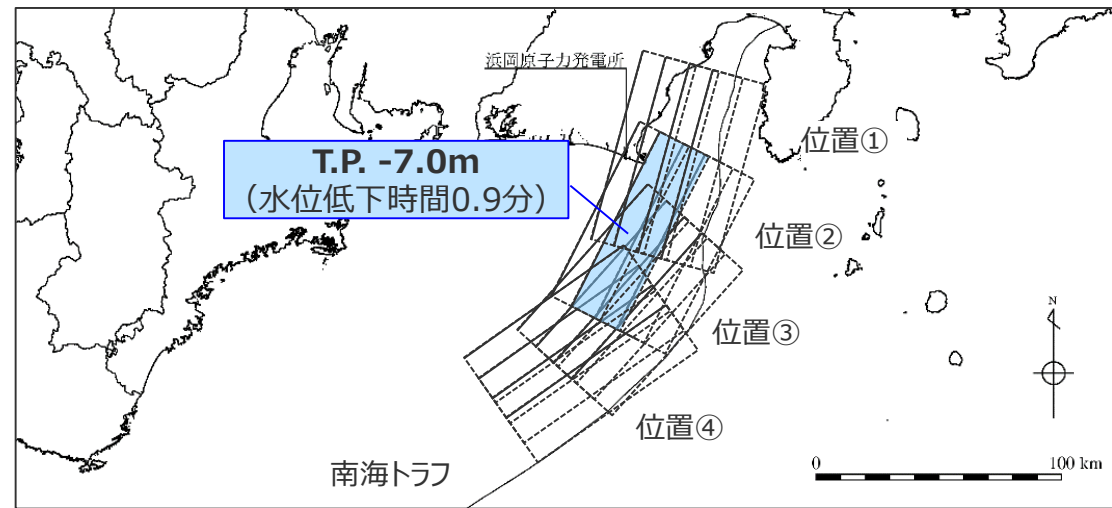 浜岡原子力発電所
T.P. -7.0m
（水位低下時間0.9分）
位置①
位置②
位置③
位置④
南海トラフ
N
0
100 km